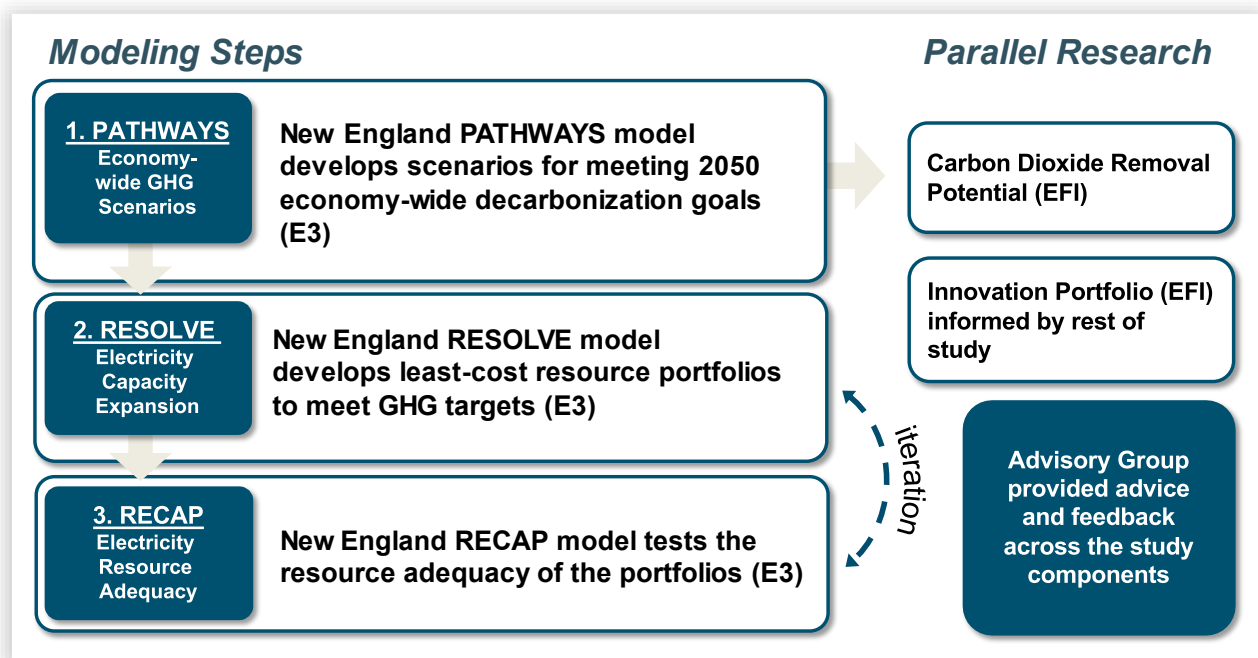 Modeling Steps
1. PATHWAYS
Economy-
wide GHG
Scenarios
New England PATHWAYS model
develops scenarios for meeting 2050
economy-wide decarbonization goals
(E3)
2. RESOLVE
Electricity
Capacity
Expansion
New England RESOLVE model
develops least-cost resource portfolios
to meet GHG targets (E3)
3. RECAP
Electricity
Resource
Adequacy
New England RECAP model tests the
resource adequacy of the portfolios (E3)
iteration
Parallel Research
Carbon Dioxide Removal
Potential (EFI)
Innovation Portfolio (EFI)
informed by rest of
study
Advisory Group
provided advice
and feedback
across the study
components